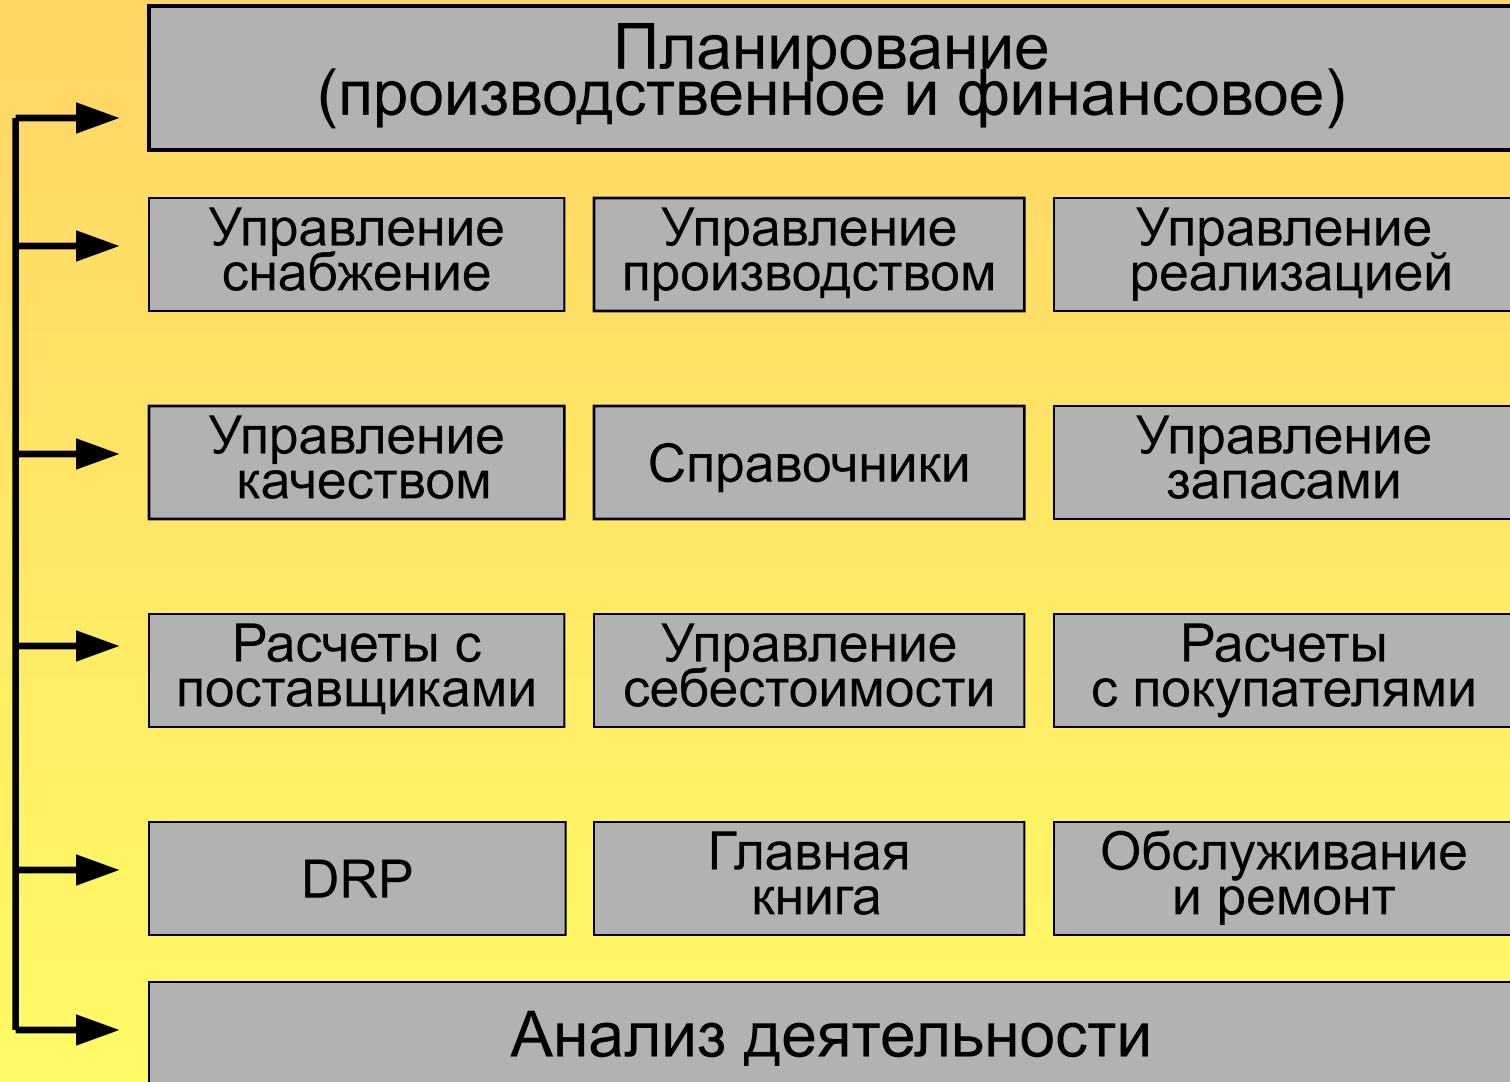 Планирование
(производственное и финансовое)
Управление
снабжение
Управление
производством
Управление
реализацией
Управление
качеством
Справочники
Управление
запасами
Расчеты с
поставщиками
Управление
себестоимости
Расчеты
с покупателями
DRP
Главная
книга
Обслуживание
и ремонт
Анализ деятельности